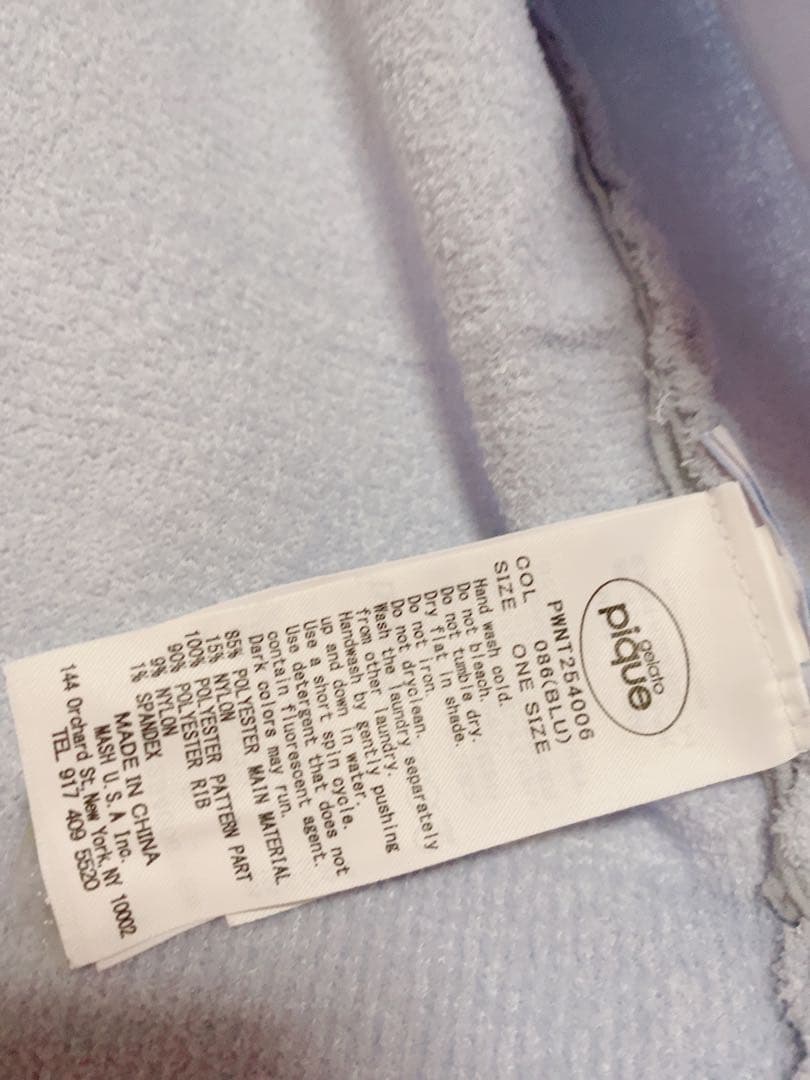 gelato
pique
PWNT254006
COL 086(BLU)
SIZE ONE SIZE
Hand wash cold.
Do not bleach.
Do not tumble dry.
Dry flat in shade.
Do not iron.
Do not dryclean.
Wash the laundry separately
from other laundry.
Handwash by gently pushing
up and down in water.
Use a short spin cycle.
Use detergent that does not
contain fluorescent agent.
Dark colors may run.
85% POLYESTER MAIN MATERIAL
15% NYLON
100% POLYESTER PATTERN PART
90% POLYESTER RIB
9% NYLON
1% SPANDEX
MADE IN CHINA
MASH U.S.A Inc.
144 Orchard St, New York, NY 10002
TEL 917 409 5520